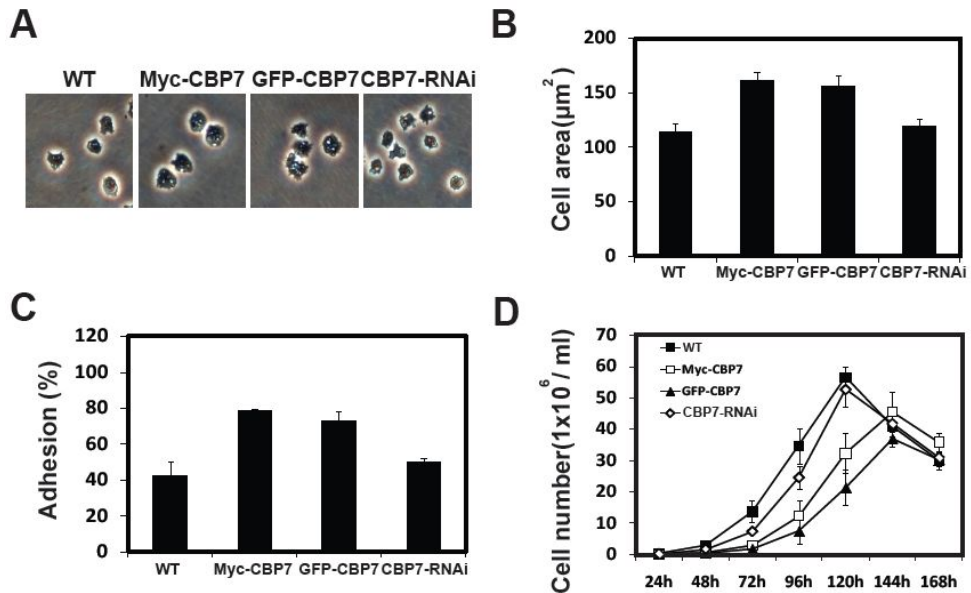 A
WT Myc-CBP7 GFP-CBP7 CBP7-RNAi
B
Cell area(μm²)
200
150
100
50
0
WT Myc-CBP7 GFP-CBP7 CBP7-RNAi
C
Adhesion (%)
120
100
80
60
40
20
0
WT Myc-CBP7 GFP-CBP7 CBP7-RNAi
D
Cell number(1x10⁶/ ml)
70
60
50
40
30
20
10
0
WT
Myc-CBP7
GFP-CBP7
CBP7-RNAi
24h 48h 72h 96h 120h 144h 168h